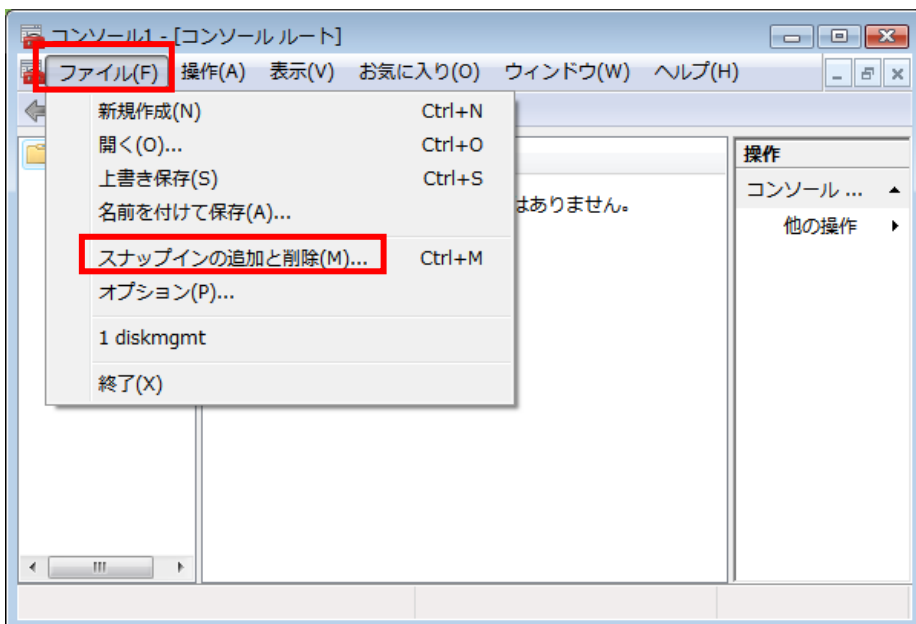 コンソール1 - [コンソール ルート]
ファイル(F) 操作(A) 表示(V) お気に入り(O) ウィンドウ(W) ヘルプ(H)
新規作成(N) Ctrl+N
開く(O)... Ctrl+O
上書き保存(S) Ctrl+S
名前を付けて保存(A)...
スナップインの追加と削除(M)... Ctrl+M
オプション(P)...
1 diskmgmt
終了(X)
はありません。
操作
コンソール ...
他の操作